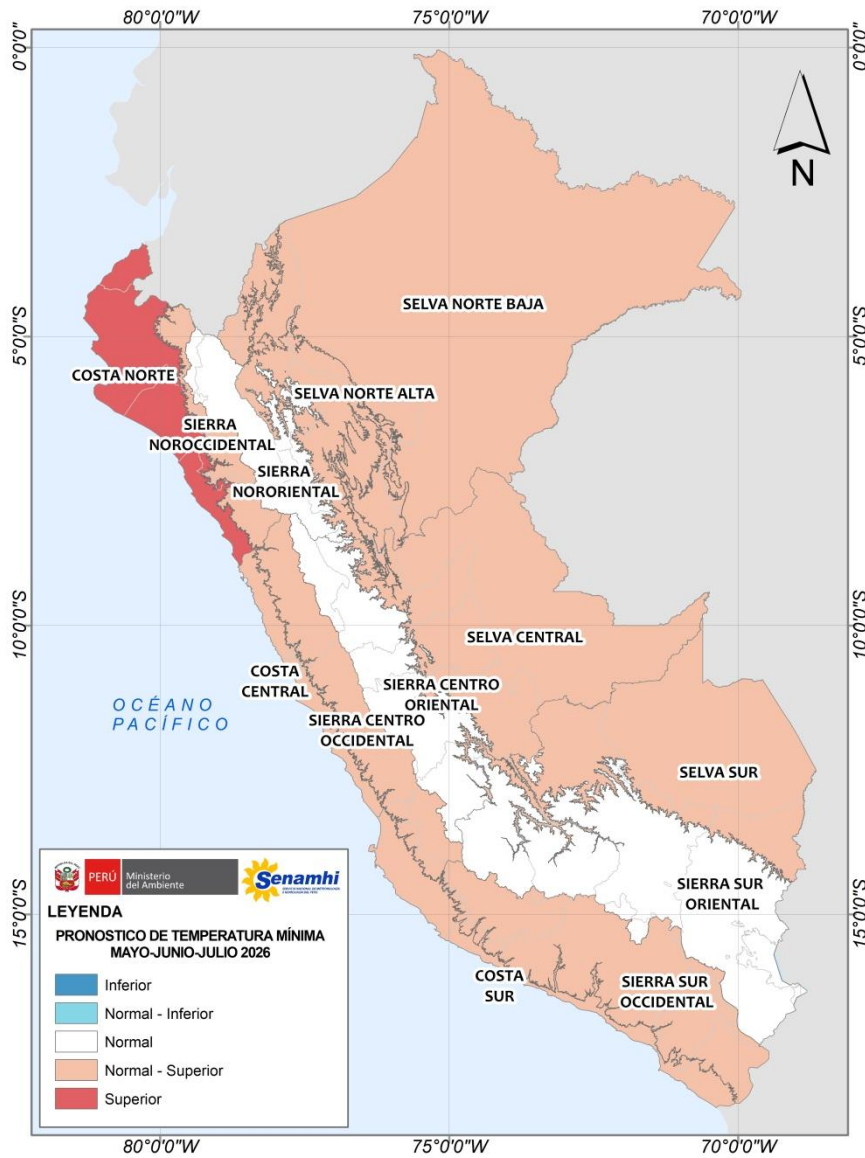 80°0'0"W 75°0'0"W 70°0'0"W
0°0'0" 0°0'0"
N
SELVA NORTE BAJA
5°0'0"S 5°0'0"S
COSTA NORTE
SELVA NORTE ALTA
SIERRA
NOROCCIDENTAL
SIERRA
NORORIENTAL
10°0'0"S 10°0'0"S
SELVA CENTRAL
COSTA
CENTRAL
SIERRA CENTRO
ORIENTAL
OCÉANO
PACÍFICO
SIERRA CENTRO
OCCIDENTAL
SELVA SUR
SIERRA SUR
ORIENTAL
15°0'0"S 15°0'0"S
COSTA
SUR
SIERRA SUR
OCCIDENTAL
PERÚ Ministerio
del Ambiente
Senamhi
LEYENDA
PRONOSTICO DE TEMPERATURA MÍNIMA
MAYO-JUNIO-JULIO 2026
Inferior
Normal - Inferior
Normal
Normal - Superior
Superior
80°0'0"W 75°0'0"W 70°0'0"W